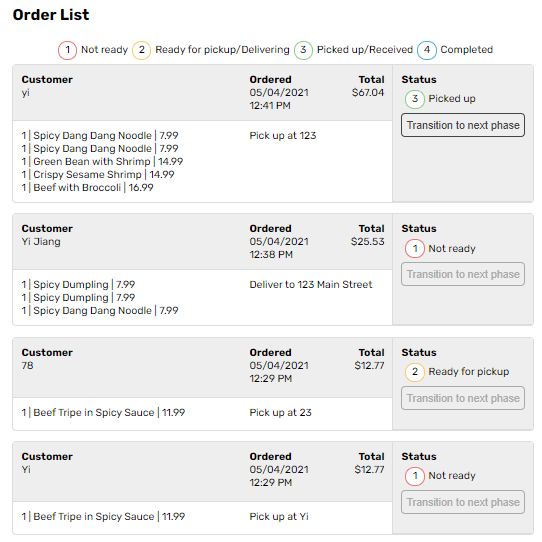 Order List
1 Not ready 2 Ready for pickup/Delivering 3 Picked up/Received 4 Completed
Customer Ordered Total Status
yi 05/04/2021 $67.04
12:41 PM
3 Picked up
Transition to next phase
1 | Spicy Dang Dang Noodle | 7.99 Pick up at 123
1 | Spicy Dang Dang Noodle | 7.99
1 | Green Bean with Shrimp | 14.99
1 | Crispy Sesame Shrimp | 14.99
1 | Beef with Broccoli | 16.99
Customer Ordered Total Status
Yi Jiang 05/04/2021 $25.53
12:38 PM
1 Not ready
Transition to next phase
1 | Spicy Dumpling | 7.99 Deliver to 123 Main Street
1 | Spicy Dumpling | 7.99
1 | Spicy Dang Dang Noodle | 7.99
Customer Ordered Total Status
78 05/04/2021 $12.77
12:29 PM
2 Ready for pickup
Transition to next phase
1 | Beef Tripe in Spicy Sauce | 11.99 Pick up at 23
Customer Ordered Total Status
Yi 05/04/2021 $12.77
12:29 PM
1 Not ready
Transition to next phase
1 | Beef Tripe in Spicy Sauce | 11.99 Pick up at Yi